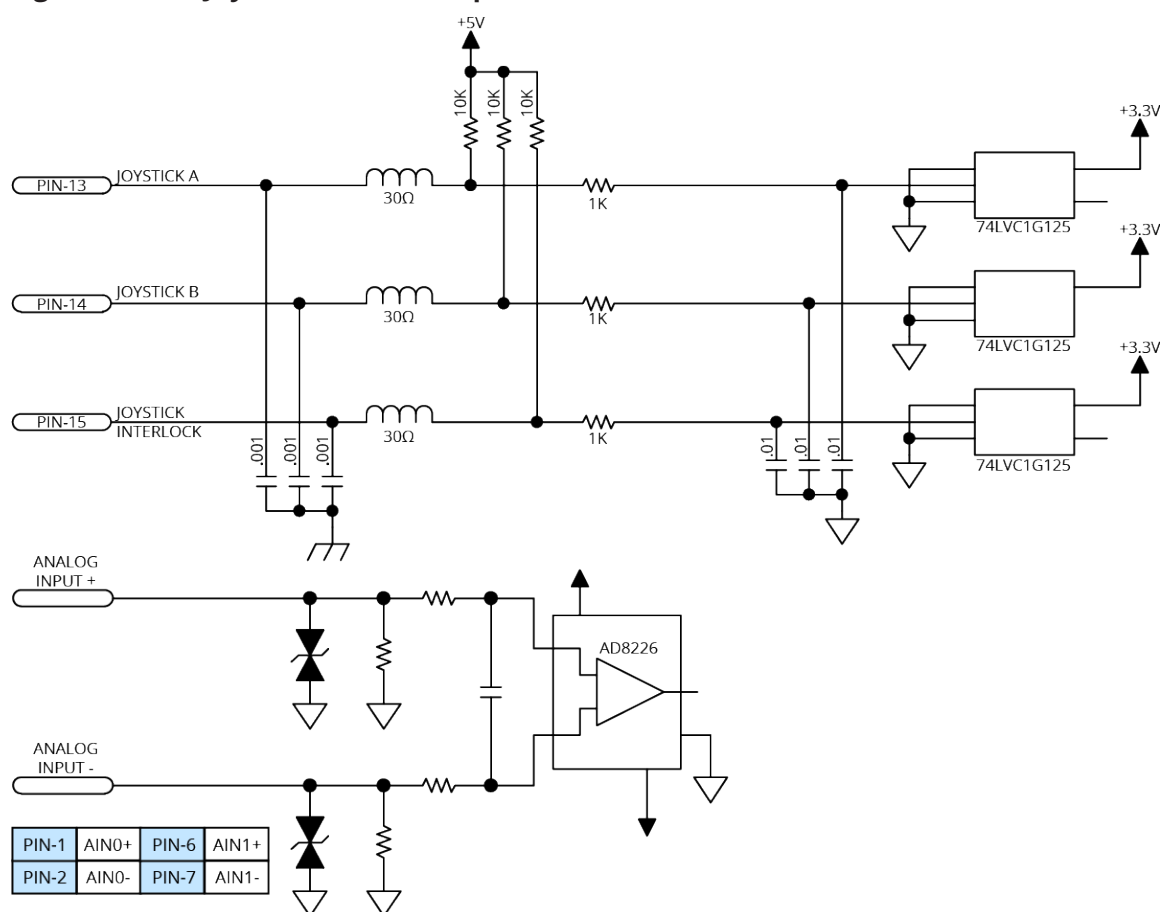 +5V
10K
10K
10K
+3.3V
PIN-13
JOYSTICK A
30Ω
1K
74LVC1G125
+3.3V
PIN-14
JOYSTICK B
30Ω
1K
74LVC1G125
+3.3V
PIN-15
JOYSTICK
INTERLOCK
30Ω
1K
74LVC1G125
.001
.001
.001
.01
.01
.01
ANALOG
INPUT +
AD8226
ANALOG
INPUT -
PIN-1 AIN0+ PIN-6 AIN1+
PIN-2 AIN0- PIN-7 AIN1-